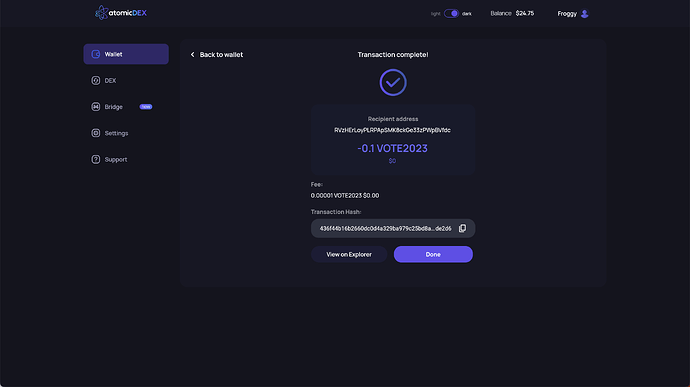 atomicDEX
light dark
Balance $24.75
Froggy
Wallet
DEX
Bridge new
Settings
Support
Back to wallet
Transaction complete!
Recipient address
RVzHErLoyPLRPApSMK8ckGe33zPWpBVfdc
-0.1 VOTE2023
$0
Fee:
0.00001 VOTE2023 $0.00
Transaction Hash:
436f44b16b2660dc0d4a329ba979c25bd8a...de2d6
View on Explorer
Done